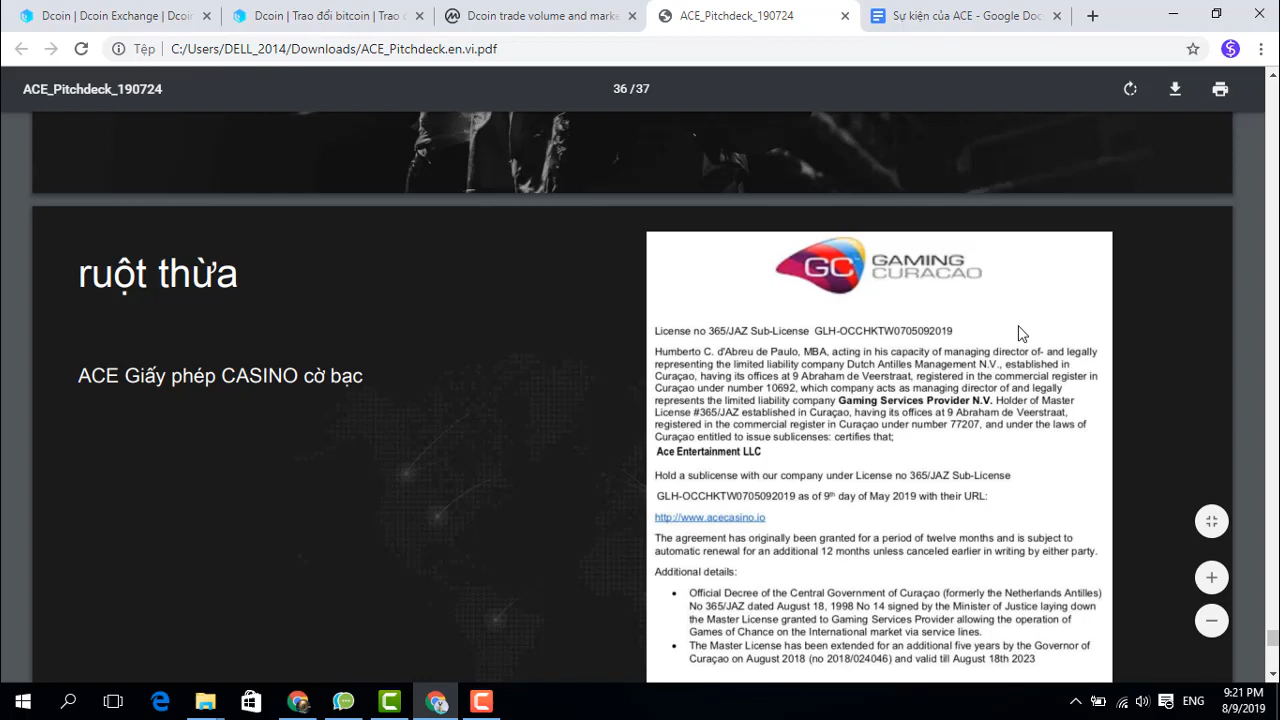 Dcoin | Dcoin Exchange | Dcoin
Dcoin | Trao đổi bitcoin | Trao
Dcoin trade volume and mark
ACE_Pitchdeck_190724
Sự kiện của ACE - Google Doc
Tệp
C:/Users/DELL_2014/Downloads/ACE_Pitchdeck.en.vi.pdf
ACE_Pitchdeck_190724
36 / 37
ruột thừa
ACE Giấy phép CASINO cờ bạc
GC GAMING
CURACAO
License no 365/JAZ Sub-License GLH-OCCHKTW0705092019
Humberto C. d'Abreu de Paulo, MBA, acting in his capacity of managing director of- and legally
representing the limited liability company Dutch Antilles Management N.V., established in
Curaçao, having its offices at 9 Abraham de Veerstraat, registered in the commercial register in
Curaçao under number 10692, which company acts as managing director of and legally
represents the limited liability company Gaming Services Provider N.V. Holder of Master
License #365/JAZ established in Curaçao, having its offices at 9 Abraham de Veerstraat,
registered in the commercial register in Curaçao under number 77207, and under the laws of
Curaçao entitled to issue sublicenses: certifies that;
Ace Entertainment LLC
Hold a sublicense with our company under License no 365/JAZ Sub-License
GLH-OCCHKTW0705092019 as of 9th day of May 2019 with their URL:
http://www.acecasino.io
The agreement has originally been granted for a period of twelve months and is subject to
automatic renewal for an additional 12 months unless canceled earlier in writing by either party.
Additional details:
• Official Decree of the Central Government of Curaçao (formerly the Netherlands Antilles)
No 365/JAZ dated August 18, 1998 No 14 signed by the Minister of Justice laying down
the Master License granted to Gaming Services Provider allowing the operation of
Games of Chance on the International market via service lines.
• The Master License has been extended for an additional five years by the Governor of
Curaçao on August 2018 (no 2018/024046) and valid till August 18th 2023
ENG
9:21 PM
8/9/2019